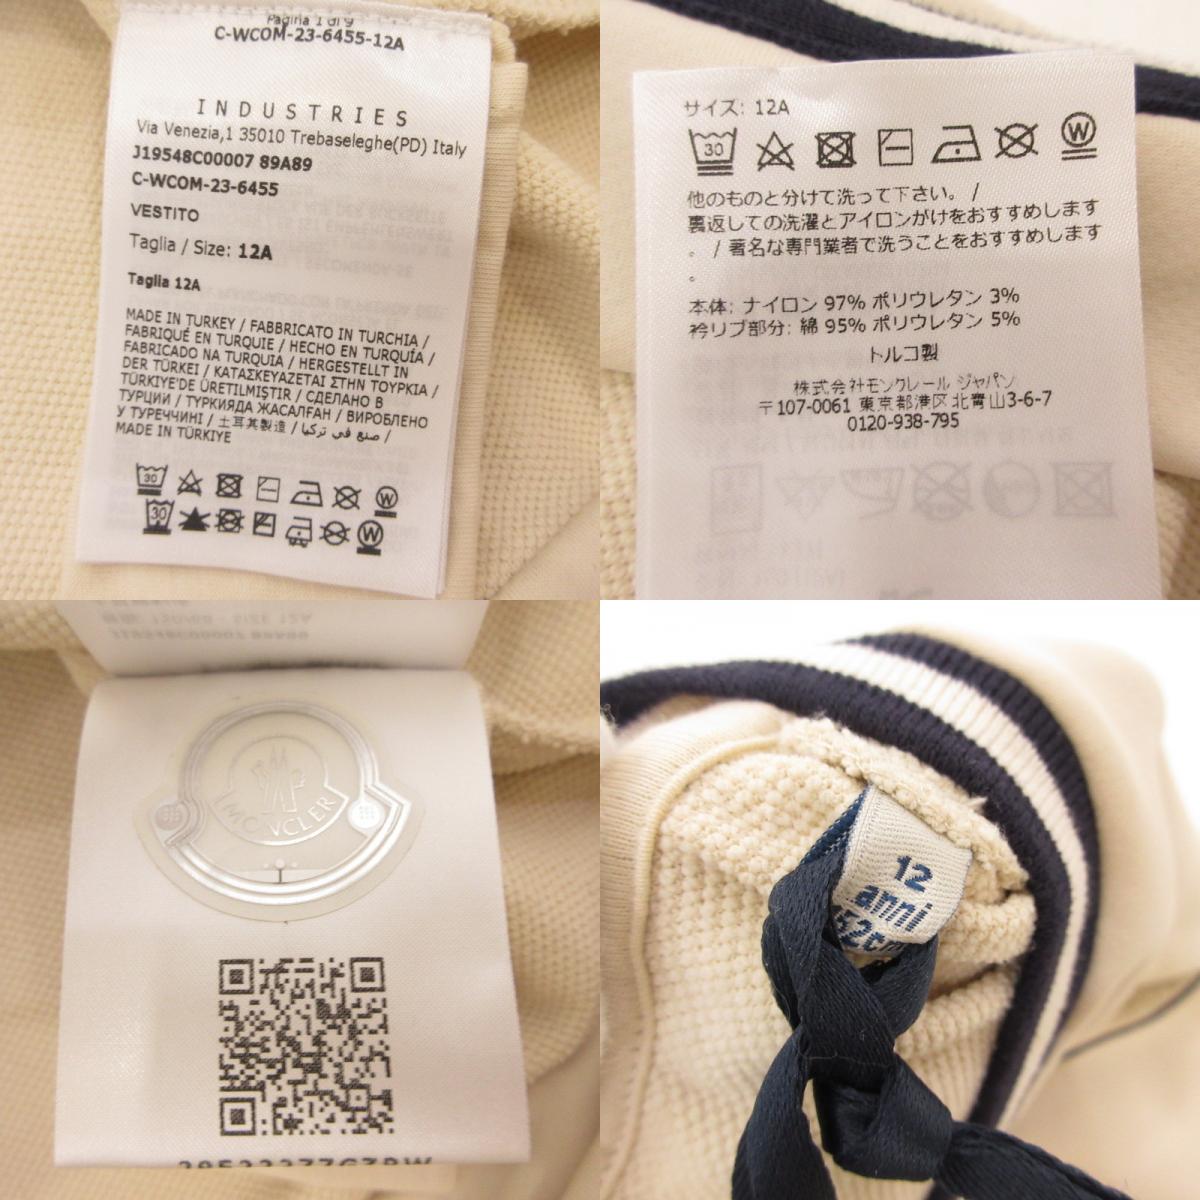 Pagina 1 di 9
C-WCOM-23-6455-12A
INDUSTRIES
Via Venezia,1 35010 Trebaseleghe(PD) Italy
J19548C00007 89A89
C-WCOM-23-6455
VESTITO
Taglia / Size: 12A
Taglia 12A
MADE IN TURKEY / FABBRICATO IN TURCHIA /
FABRIQUÉ EN TURQUIE / HECHO EN TURQUÍA /
FABRICADO NA TURQUIA / HERGESTELLT IN
DER TÜRKEI / ΚΑΤΑΣΚΕΥΑΖΕΤΑΙ ΣΤΗΝ ΤΟΥΡΚΙΑ /
TÜRKIYE'DE ÜRETILMIŞTIR / СДЕЛАНО В
ТУРЦИИ / ТҮРКИЯДА ЖАСАЛҒАН / ВИРОБЛЕНО
У ТУРЕЧЧИНІ / 土耳其製造 / صنع في تركيا /
MADE IN TÜRKIYE
30
W
30
W
サイズ: 12A
30
W
他のものと分けて洗って下さい。 /
裏返しての洗濯とアイロンがけをおすすめします
。 / 著名な専門業者で洗うことをおすすめします
。
本体: ナイロン 97% ポリウレタン 3%
衿リブ部分: 綿 95% ポリウレタン 5%
トルコ製
株式会社モンクレール ジャパン
〒107-0061 東京都港区北青山3-6-7
0120-938-795
MONCLER
12
anni
152cm